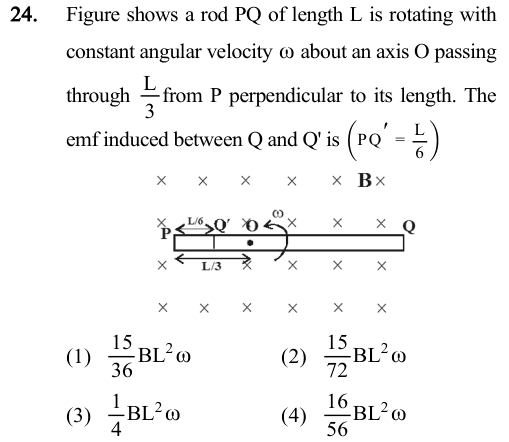 24. Figure shows a rod PQ of length L is rotating with
constant angular velocity ω about an axis O passing
through L/3 from P perpendicular to its length. The
emf induced between Q and Q' is (PQ' = L/6)
× × × × × B ×
× L/6 × ω × × ×
P Q' O Q
× L/3 × × × ×
× × × × × ×
(1) 15/36 BL²ω (2) 15/72 BL²ω
(3) 1/4 BL²ω (4) 16/56 BL²ω